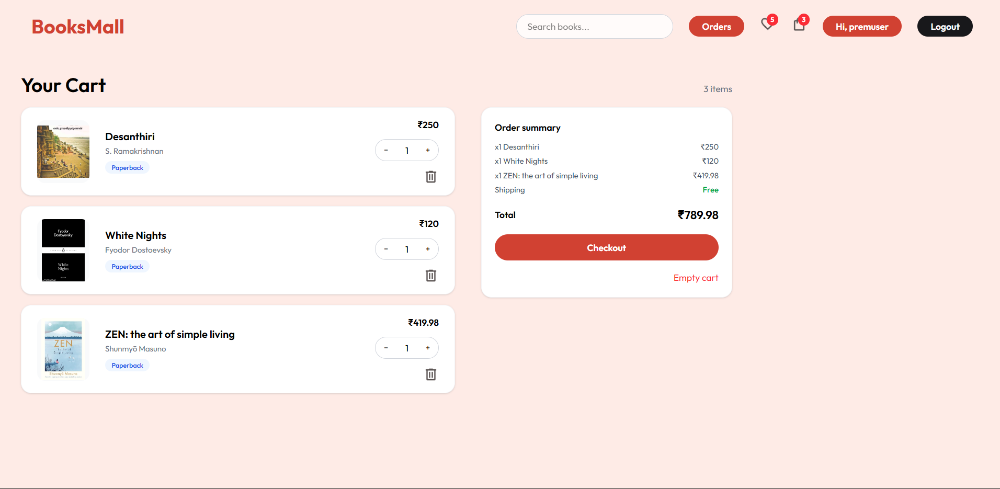 BooksMall
Search books...
Orders
5
3
Hi, premuser
Logout
Your Cart
3 items
எஸ். ராமகிருஷ்ணன்
Desanthiri
S. Ramakrishnan
Paperback
₹250
- 1 +
Fyodor
Dostoyevsky
White
Nights
White Nights
Fyodor Dostoevsky
Paperback
₹120
- 1 +
ZEN
The Art of
Simple Living
Shunmyō Masuno
ZEN: the art of simple living
Shunmyō Masuno
Paperback
₹419.98
- 1 +
Order summary
x1 Desanthiri ₹250
x1 White Nights ₹120
x1 ZEN: the art of simple living ₹419.98
Shipping Free
Total ₹789.98
Checkout
Empty cart